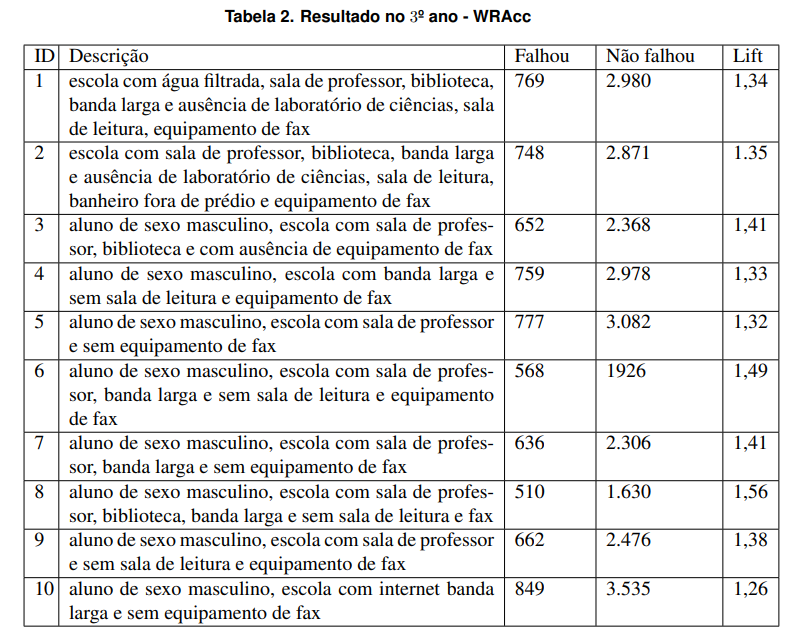 Tabela 2. Resultado no 3º ano - WRAcc
ID Descrição Falhou Não falhou Lift
1 escola com água filtrada, sala de professor, biblioteca, 769 2.980 1,34
banda larga e ausência de laboratório de ciências, sala
de leitura, equipamento de fax
2 escola com sala de professor, biblioteca, banda larga 748 2.871 1.35
e ausência de laboratório de ciências, sala de leitura,
banheiro fora de prédio e equipamento de fax
3 aluno de sexo masculino, escola com sala de profes- 652 2.368 1,41
sor, biblioteca e com ausência de equipamento de fax
4 aluno de sexo masculino, escola com banda larga e 759 2.978 1,33
sem sala de leitura e equipamento de fax
5 aluno de sexo masculino, escola com sala de professor 777 3.082 1,32
e sem equipamento de fax
6 aluno de sexo masculino, escola com sala de profes- 568 1926 1,49
sor, banda larga e sem sala de leitura e equipamento
de fax
7 aluno de sexo masculino, escola com sala de profes- 636 2.306 1,41
sor, banda larga e sem equipamento de fax
8 aluno de sexo masculino, escola com sala de profes- 510 1.630 1,56
sor, biblioteca, banda larga e sem sala de leitura e fax
9 aluno de sexo masculino, escola com sala de professor 662 2.476 1,38
e sem sala de leitura e equipamento de fax
10 aluno de sexo masculino, escola com internet banda 849 3.535 1,26
larga e sem equipamento de fax